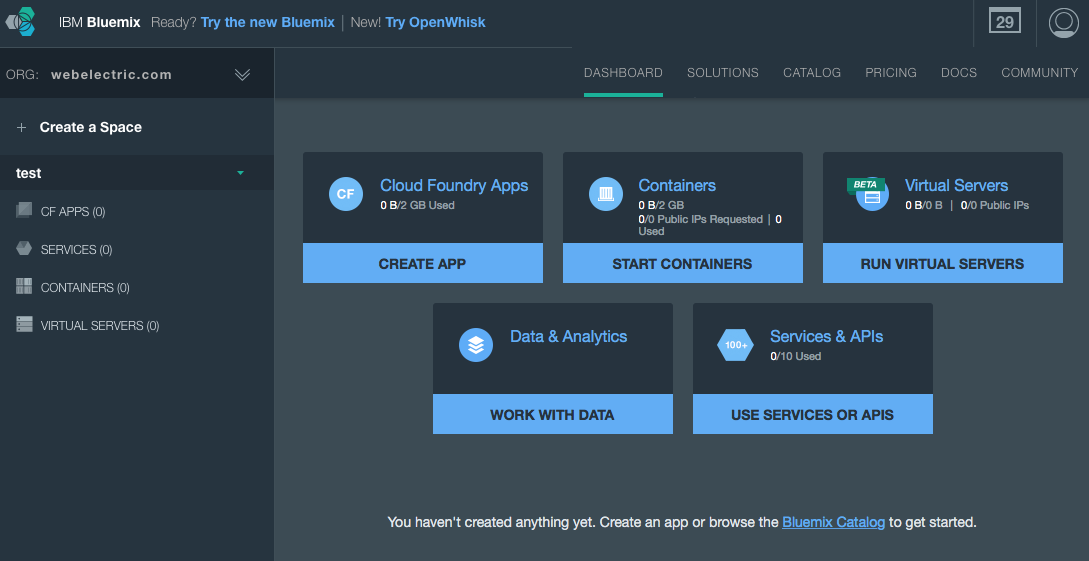 IBM Bluemix Ready? Try the new Bluemix | New! Try OpenWhisk
29
ORG: webelectric.com
DASHBOARD SOLUTIONS CATALOG PRICING DOCS COMMUNITY
+ Create a Space
test
CF APPS (0)
SERVICES (0)
CONTAINERS (0)
VIRTUAL SERVERS (0)
CF
Cloud Foundry Apps
0 B/2 GB Used
CREATE APP
Containers
0 B/2 GB
0/0 Public IPs Requested | 0
Used
START CONTAINERS
BETA
Virtual Servers
0 B/0 B | 0/0 Public IPs
RUN VIRTUAL SERVERS
Data & Analytics
WORK WITH DATA
100+
Services & APIs
0/10 Used
USE SERVICES OR APIS
You haven't created anything yet. Create an app or browse the Bluemix Catalog to get started.